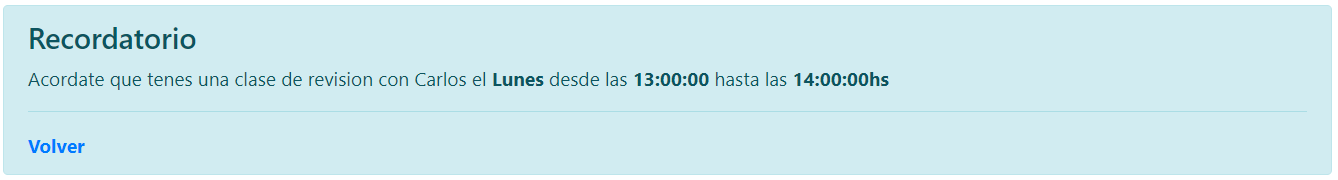 Recordatorio
Acordate que tenes una clase de revision con Carlos el Lunes desde las 13:00:00 hasta las 14:00:00hs
Volver